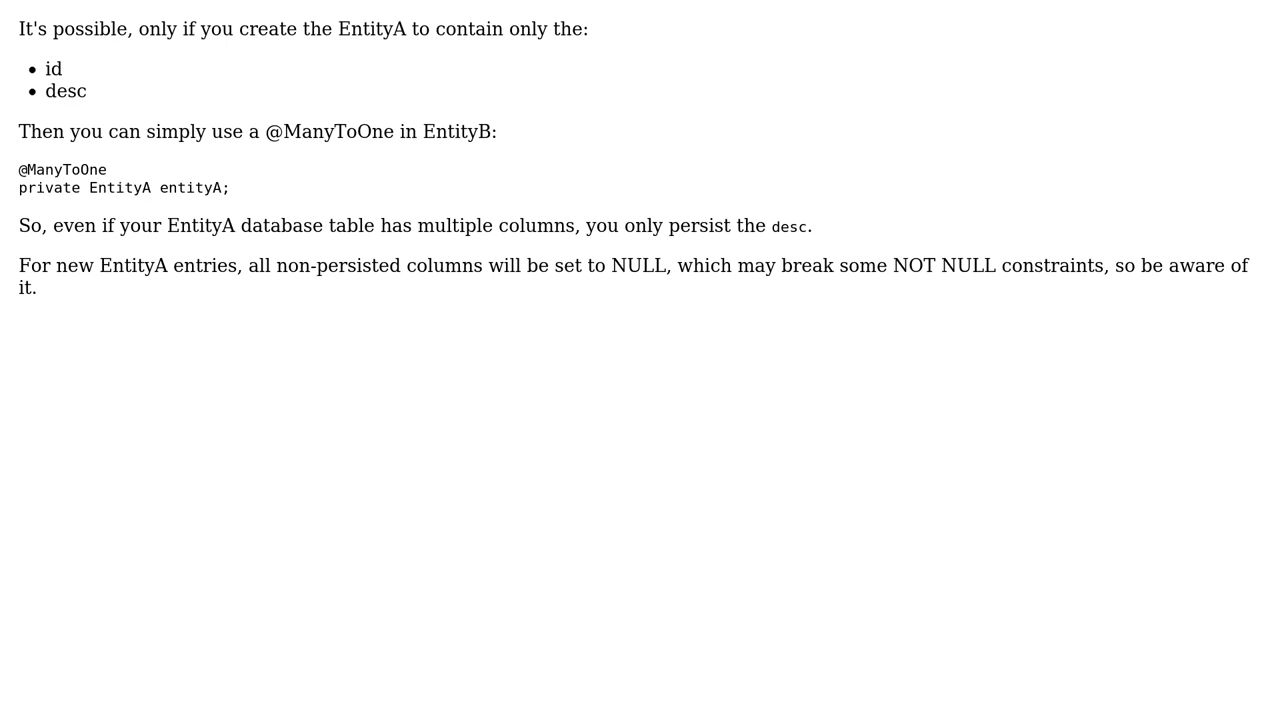 It's possible, only if you create the EntityA to contain only the:
• id
• desc
Then you can simply use a @ManyToOne in EntityB:
@ManyToOne
private EntityA entityA;
So, even if your EntityA database table has multiple columns, you only persist the desc.
For new EntityA entries, all non-persisted columns will be set to NULL, which may break some NOT NULL constraints, so be aware of
it.